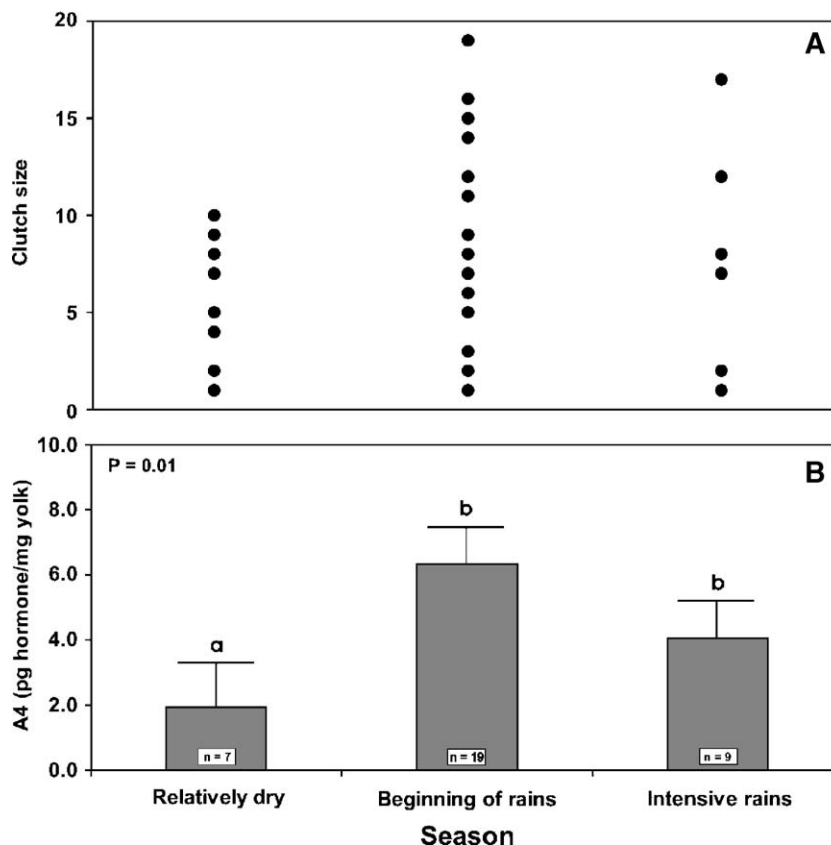 A
20
15
10
5
0
Clutch size
B
P = 0.01
10.0
8.0
6.0
4.0
2.0
0.0
A4 (pg hormone/mg yolk)
a
b
b
n = 7
n = 19
n = 9
Relatively dry Beginning of rains Intensive rains
Season